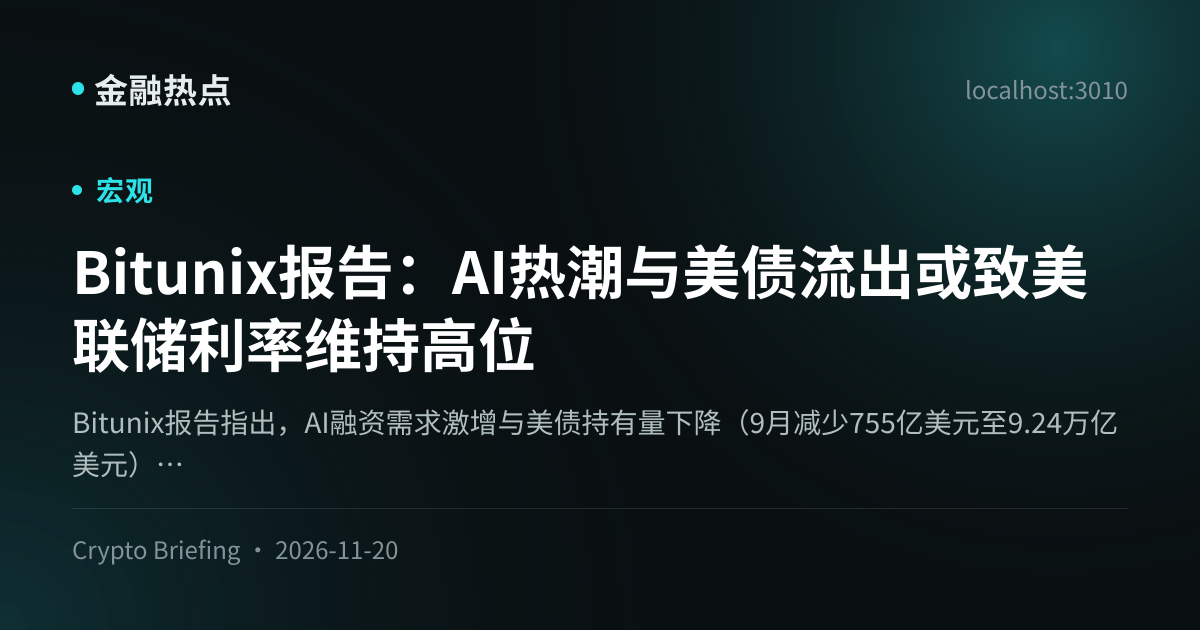 金融热点
localhost:3010
宏观
Bitunix报告：AI热潮与美债流出或致美
联储利率维持高位
Bitunix报告指出，AI融资需求激增与美债持有量下降（9月减少755亿美元至9.24万亿
美元）…
Crypto Briefing · 2026-11-20